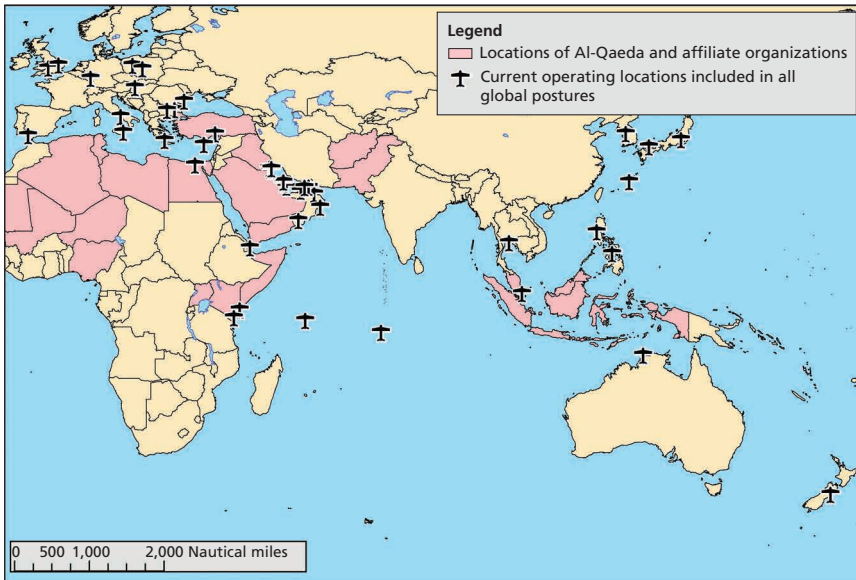 Legend
Locations of Al-Qaeda and affiliate organizations
Current operating locations included in all
global postures
0 500 1,000 2,000 Nautical miles